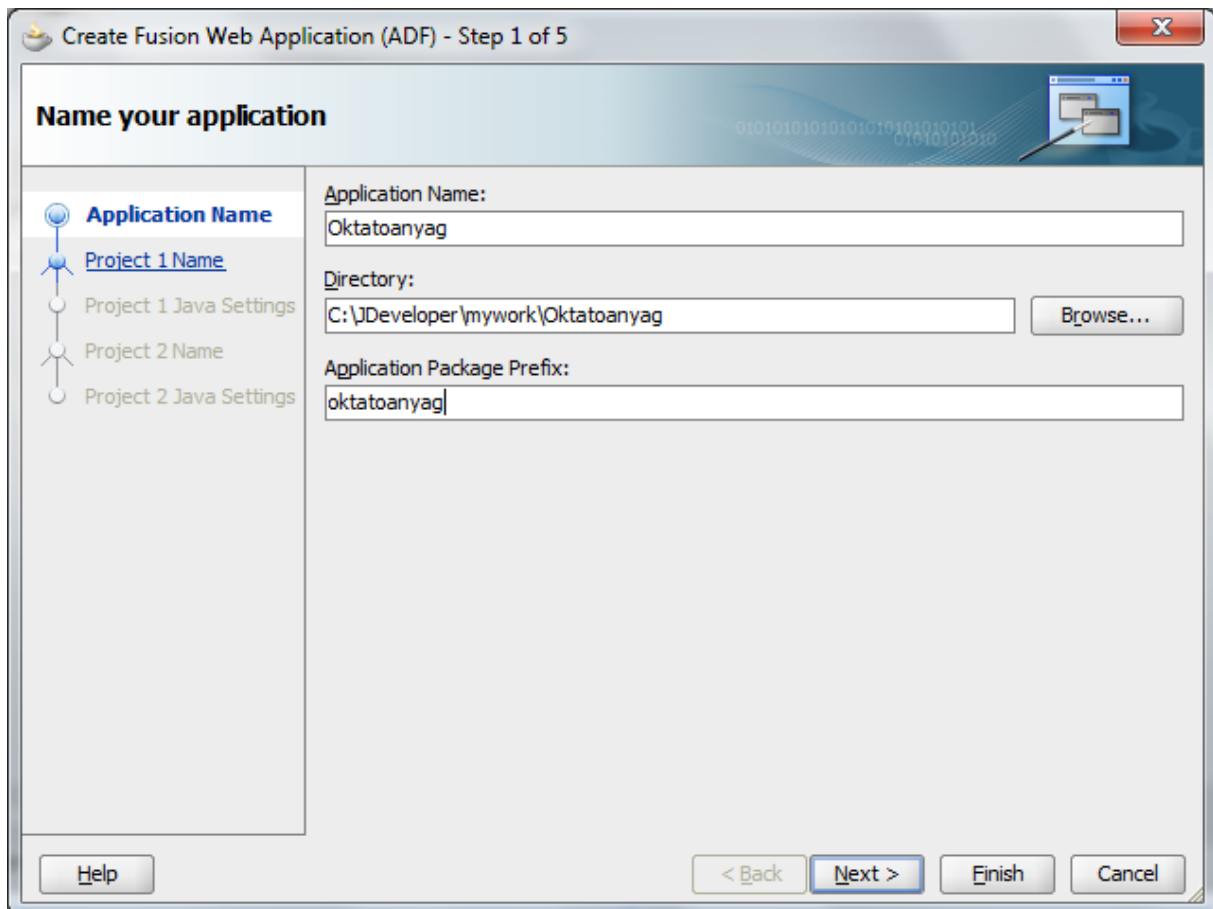 Create Fusion Web Application (ADF) - Step 1 of 5
Name your application
Application Name
Project 1 Name
Project 1 Java Settings
Project 2 Name
Project 2 Java Settings
Application Name:
Oktatoanyag
Directory:
C:\JDeveloper\mywork\Oktatoanyag
Browse...
Application Package Prefix:
oktatoanyag
Help
< Back
Next >
Finish
Cancel